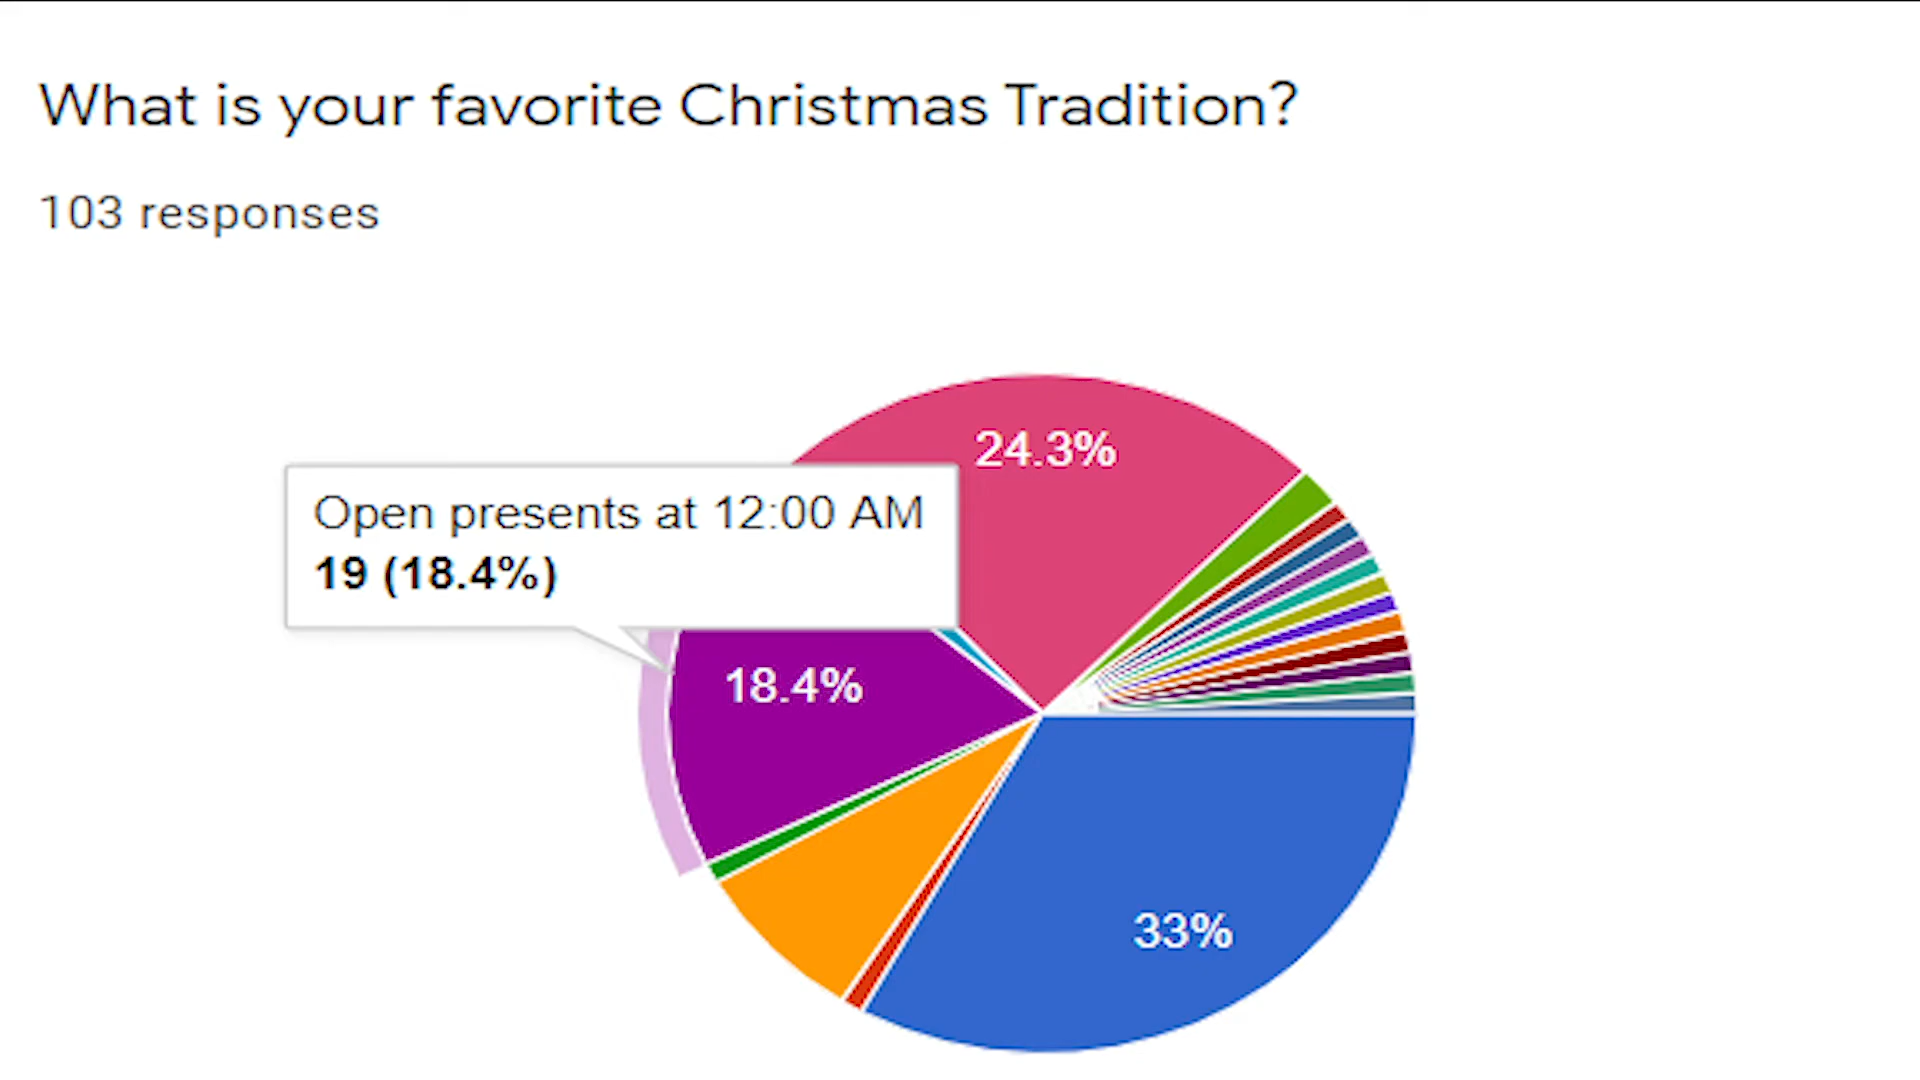 What is your favorite Christmas Tradition?
103 responses
24.3%
Open presents at 12:00 AM
19 (18.4%)
18.4%
33%